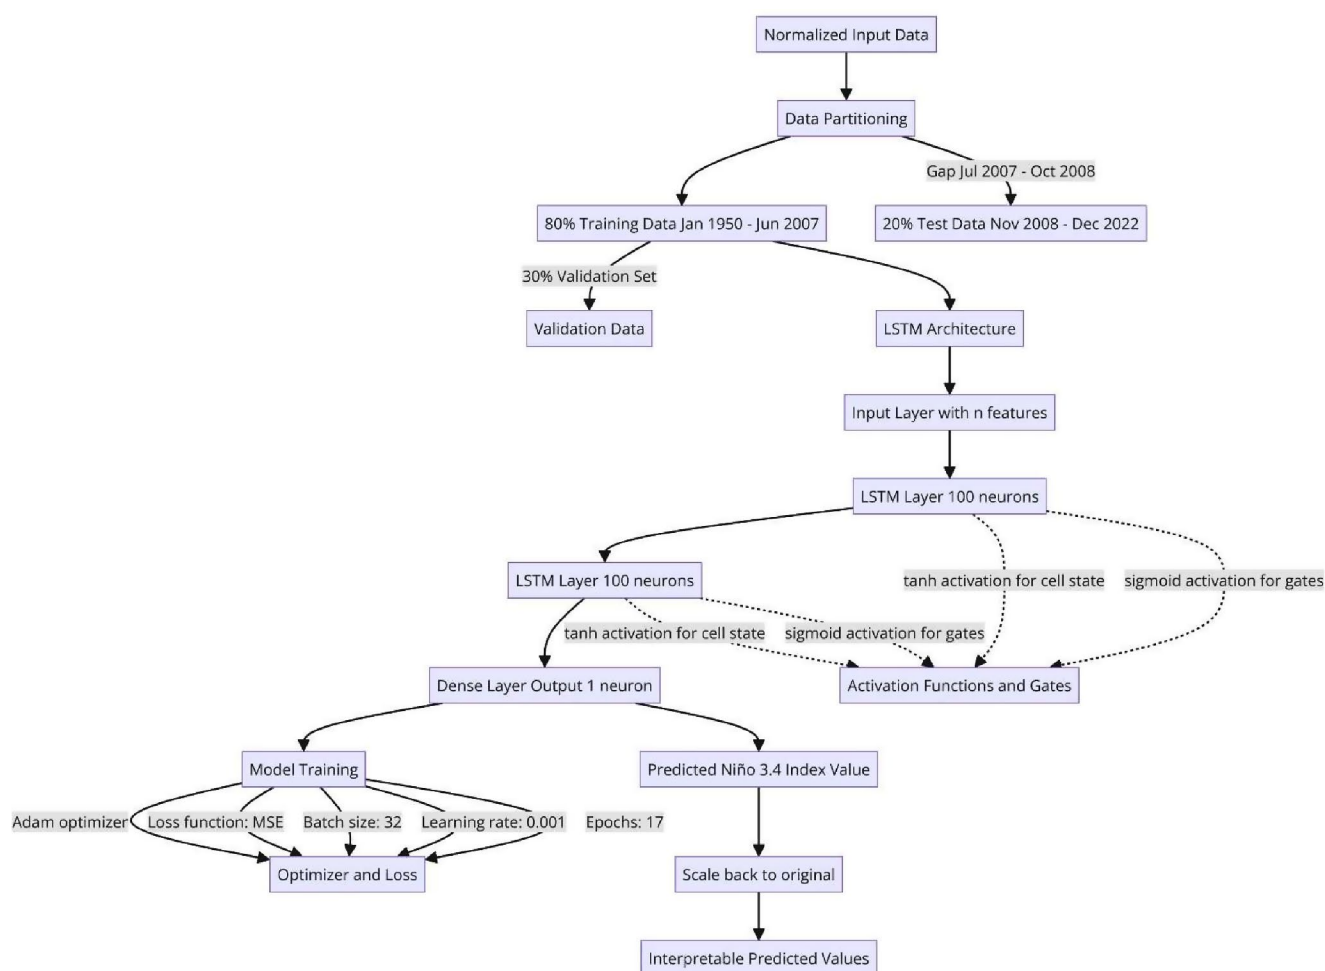 Normalized Input Data
Data Partitioning
Gap Jul 2007 - Oct 2008
80% Training Data Jan 1950 - Jun 2007
20% Test Data Nov 2008 - Dec 2022
30% Validation Set
Validation Data
LSTM Architecture
Input Layer with n features
LSTM Layer 100 neurons
LSTM Layer 100 neurons
tanh activation for cell state
sigmoid activation for gates
tanh activation for cell state
sigmoid activation for gates
Dense Layer Output 1 neuron
Activation Functions and Gates
Model Training
Predicted Niño 3.4 Index Value
Adam optimizer
Loss function: MSE
Batch size: 32
Learning rate: 0.001
Epochs: 17
Optimizer and Loss
Scale back to original
Interpretable Predicted Values